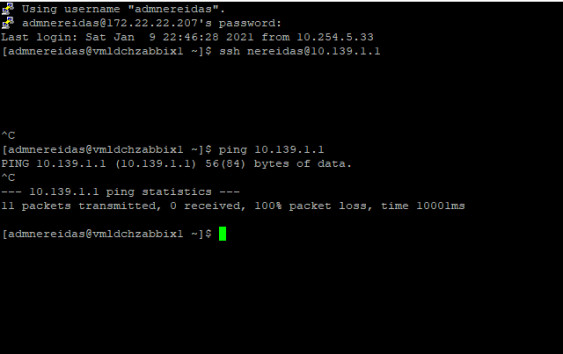 Using username "admnereidas".
admnereidas@172.22.22.207's password:
Last login: Sat Jan  9 22:46:28 2021 from 10.254.5.33
[admnereidas@vmldchzabbix1 ~]$ ssh nereidas@10.139.1.1
^C
[admnereidas@vmldchzabbix1 ~]$ ping 10.139.1.1
PING 10.139.1.1 (10.139.1.1) 56(84) bytes of data.
^C
--- 10.139.1.1 ping statistics ---
11 packets transmitted, 0 received, 100% packet loss, time 10001ms
[admnereidas@vmldchzabbix1 ~]$